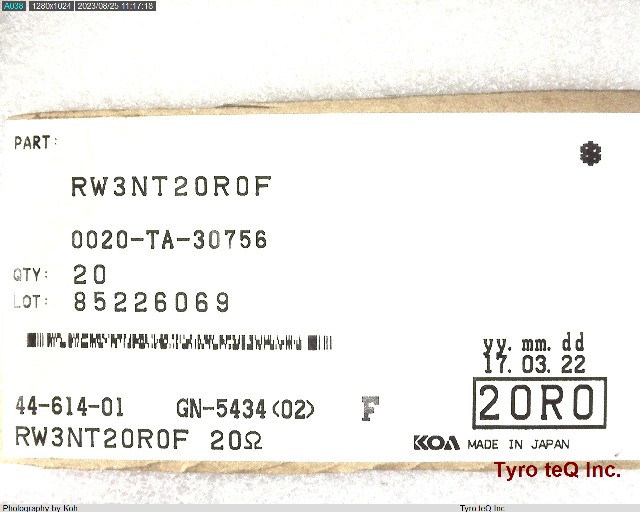 A038 1280x1024 2023/08/25 11:17:18
PART:
RW3NT20R0F
0020-TA-30756
QTY: 20
LOT: 85226069
yy. mm. dd
17. 03. 22
44-614-01 GN-5434(02) F
20R0
RW3NT20R0F 20Ω
KOA MADE IN JAPAN
Tyro teQ Inc.
Photography by Koh Tyro teQ Inc